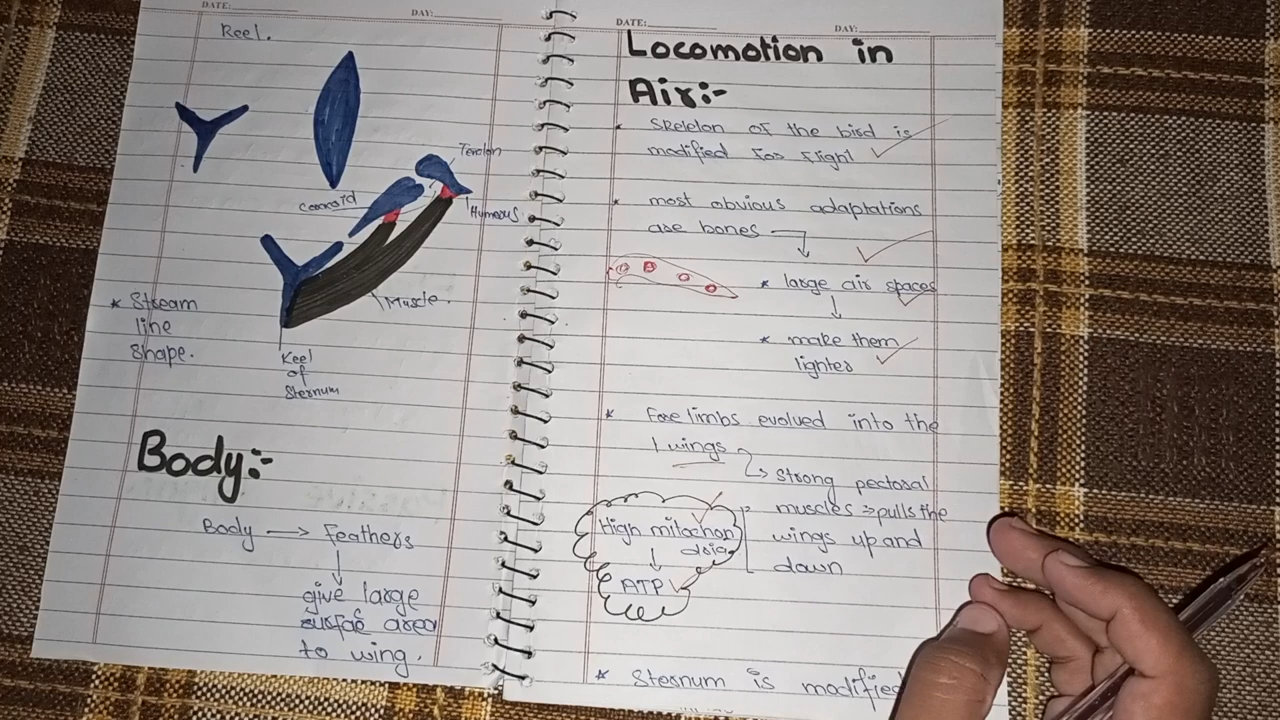 DATE:
DAY:
Keel.
Tendon
Coracoid
Humeous.
Muscle.
* Stream
line
shape.
Keel
of
Sternum
Body:-
Body → Feathers
↓
give large
surfac area
to wing.
DATE:
DAY:
Locomotion in
Air:-
* Skeleton of the bird is
modified for flight
* most obvious adaptations
are bones
* large air spaces
↓
* make them
lighter
* Fore limbs evolved into the
wings
→ strong pectoral
muscles ⇒ pulls the
wings up and
down
High mitochon
dria
↓
ATP
* Sternum is modified